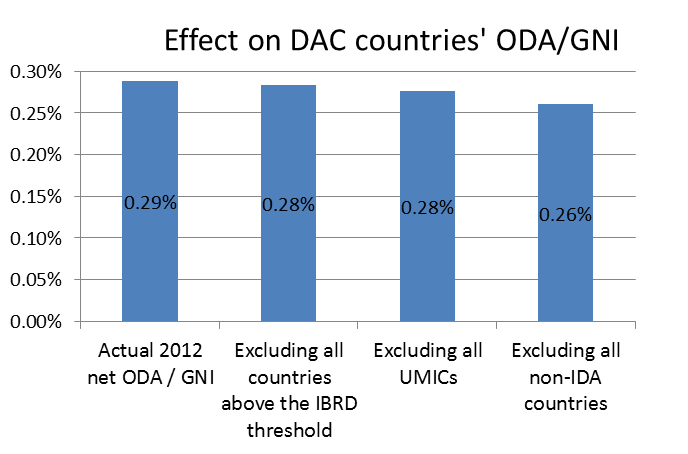 Effect on DAC countries' ODA/GNI
0.30%
0.25%
0.20%
0.15%
0.10%
0.05%
0.00%
0.29%
0.28%
0.28%
0.26%
Actual 2012
net ODA / GNI
Excluding all
countries
above the IBRD
threshold
Excluding all
UMICs
Excluding all
non-IDA
countries